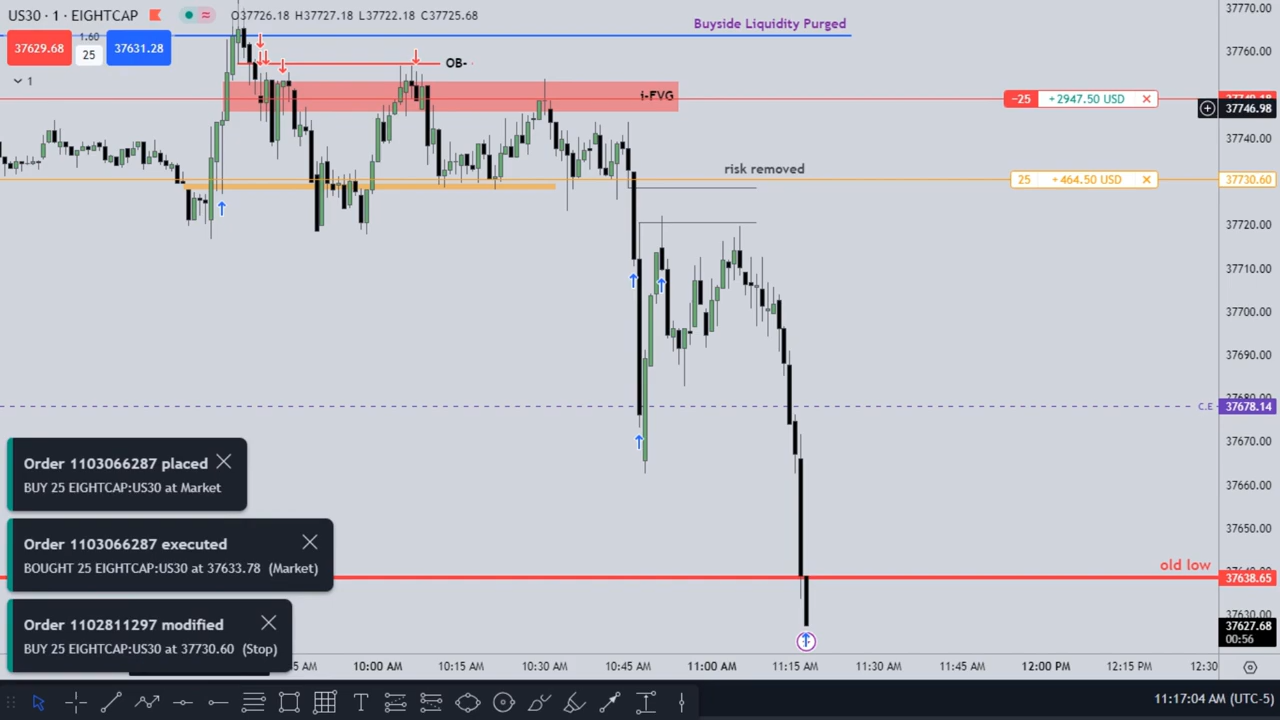 US30 · 1 · EIGHTCAP O37726.18 H37727.18 L37722.18 C37725.68
37629.68 1.60 25 37631.28
1
Buyside Liquidity Purged
OB-
i-FVG
-25 +2947.50 USD
25 +464.50 USD
risk removed
C.E
old low
37770.00
37760.00
37746.98
37740.00
37730.60
37720.00
37710.00
37700.00
37690.00
37678.14
37670.00
37660.00
37650.00
37638.65
37630.00
37627.68
00:56
Order 1103066287 placed
BUY 25 EIGHTCAP:US30 at Market
Order 1103066287 executed
BOUGHT 25 EIGHTCAP:US30 at 37633.78 (Market)
Order 1102811297 modified
BUY 25 EIGHTCAP:US30 at 37730.60 (Stop)
10:00 AM 10:15 AM 10:30 AM 10:45 AM 11:00 AM 11:15 AM 11:30 AM 11:45 AM 12:00 PM 12:15 PM 12:30
11:17:04 AM (UTC-5)